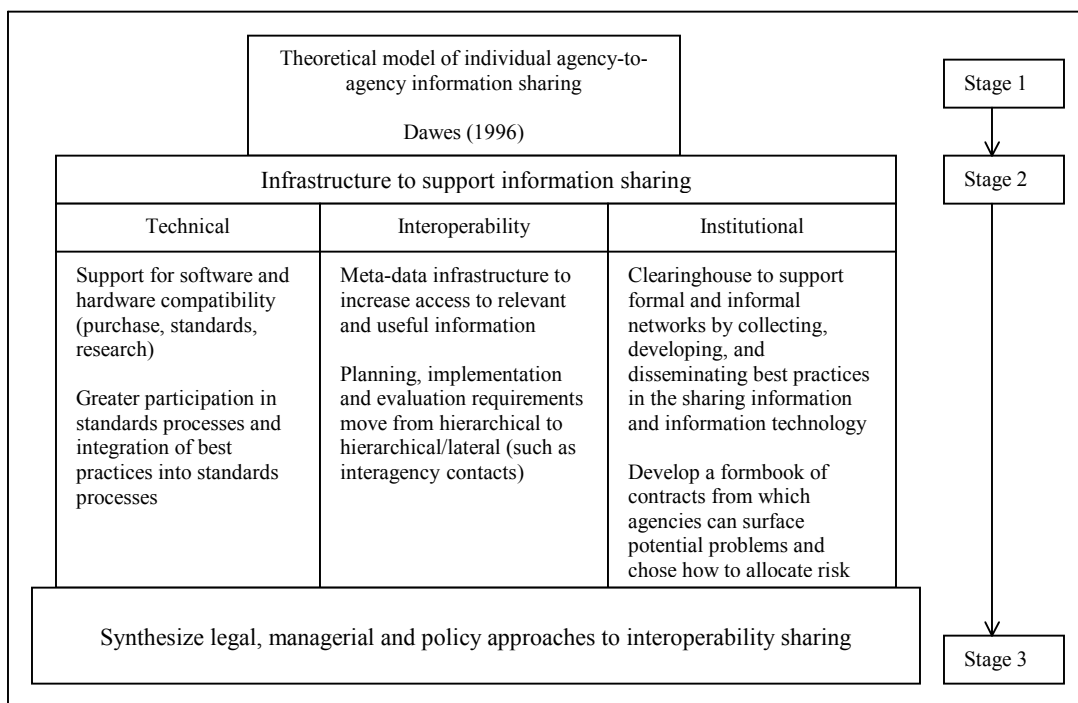 Theoretical model of individual agency-to-
agency information sharing
Dawes (1996)
Stage 1
Infrastructure to support information sharing
Stage 2
Technical
Interoperability
Institutional
Support for software and
hardware compatibility
(purchase, standards,
research)
Greater participation in
standards processes and
integration of best
practices into standards
processes
Meta-data infrastructure to
increase access to relevant
and useful information
Planning, implementation
and evaluation requirements
move from hierarchical to
hierarchical/lateral (such as
interagency contacts)
Clearinghouse to support
formal and informal
networks by collecting,
developing, and
disseminating best practices
in the sharing information
and information technology
Develop a formbook of
contracts from which
agencies can surface
potential problems and
chose how to allocate risk
Synthesize legal, managerial and policy approaches to interoperability sharing
Stage 3